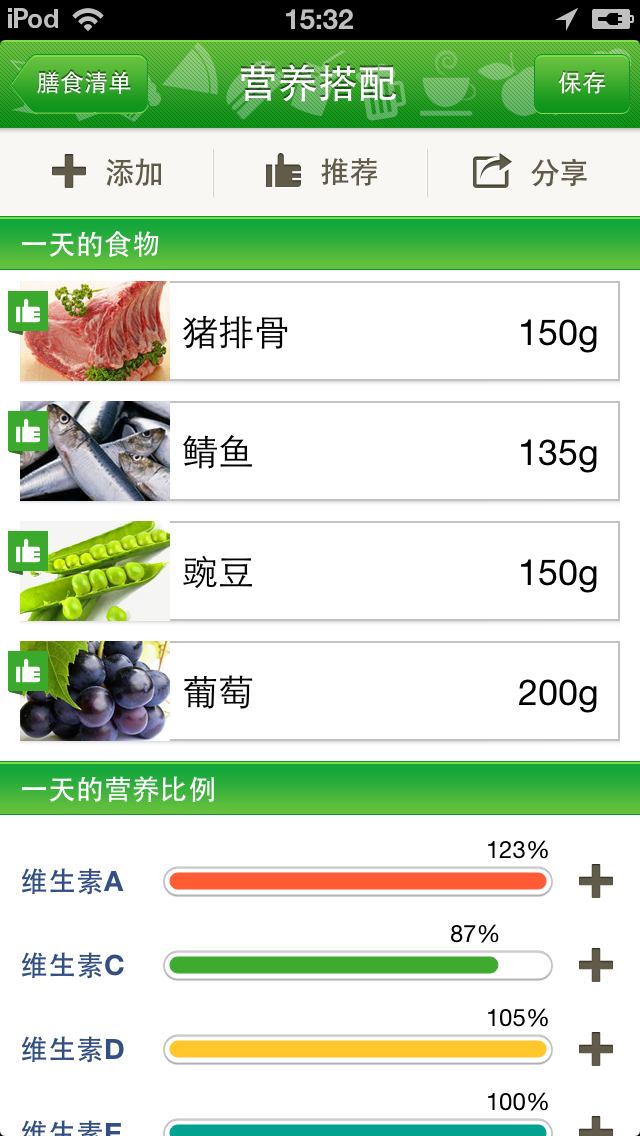 iPod 15:32
膳食清单 营养搭配 保存
添加 推荐 分享
一天的食物
猪排骨 150g
鲭鱼 135g
豌豆 150g
葡萄 200g
一天的营养比例
123%
维生素A
87%
维生素C
105%
维生素D
100%
维生素E